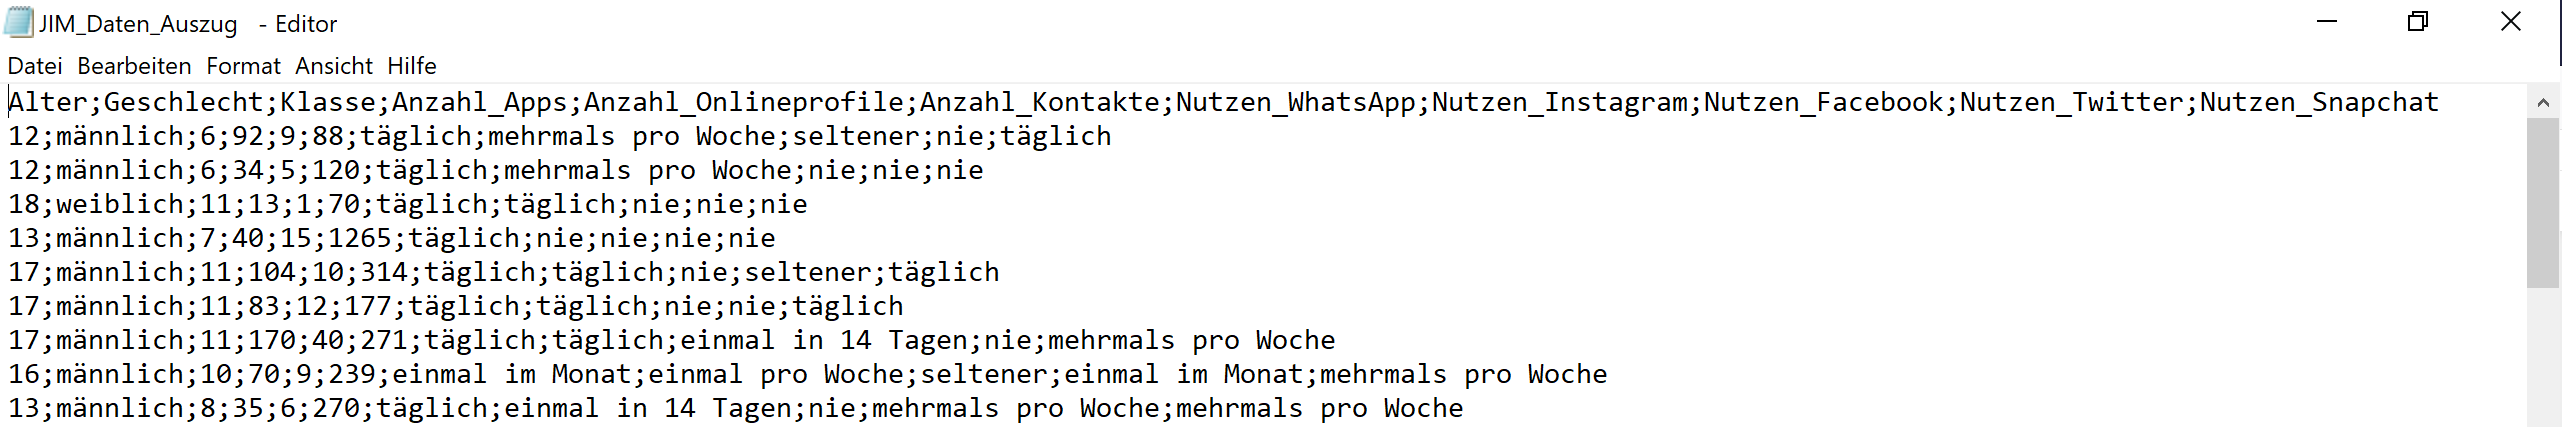 JIM_Daten_Auszug - Editor
Datei Bearbeiten Format Ansicht Hilfe
Alter;Geschlecht;Klasse;Anzahl_Apps;Anzahl_Onlineprofile;Anzahl_Kontakte;Nutzen_WhatsApp;Nutzen_Instagram;Nutzen_Facebook;Nutzen_Twitter;Nutzen_Snapchat
12;männlich;6;92;9;88;täglich;mehrmals pro Woche;seltener;nie;täglich
12;männlich;6;34;5;120;täglich;mehrmals pro Woche;nie;nie;nie
18;weiblich;11;13;1;70;täglich;täglich;nie;nie;nie
13;männlich;7;40;15;1265;täglich;nie;nie;nie;nie
17;männlich;11;104;10;314;täglich;täglich;nie;seltener;täglich
17;männlich;11;83;12;177;täglich;täglich;nie;nie;täglich
17;männlich;11;170;40;271;täglich;täglich;einmal in 14 Tagen;nie;mehrmals pro Woche
16;männlich;10;70;9;239;einmal im Monat;einmal pro Woche;seltener;einmal im Monat;mehrmals pro Woche
13;männlich;8;35;6;270;täglich;einmal in 14 Tagen;nie;mehrmals pro Woche;mehrmals pro Woche